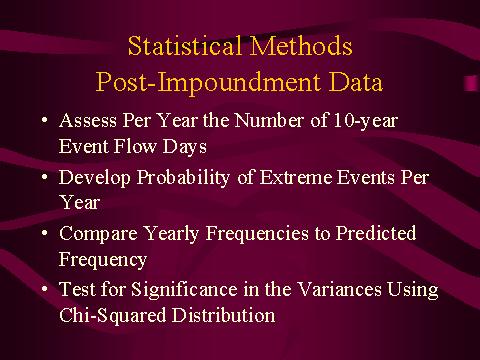 Statistical Methods
Post-Impoundment Data
• Assess Per Year the Number of 10-year
Event Flow Days
• Develop Probability of Extreme Events Per
Year
• Compare Yearly Frequencies to Predicted
Frequency
• Test for Significance in the Variances Using
Chi-Squared Distribution